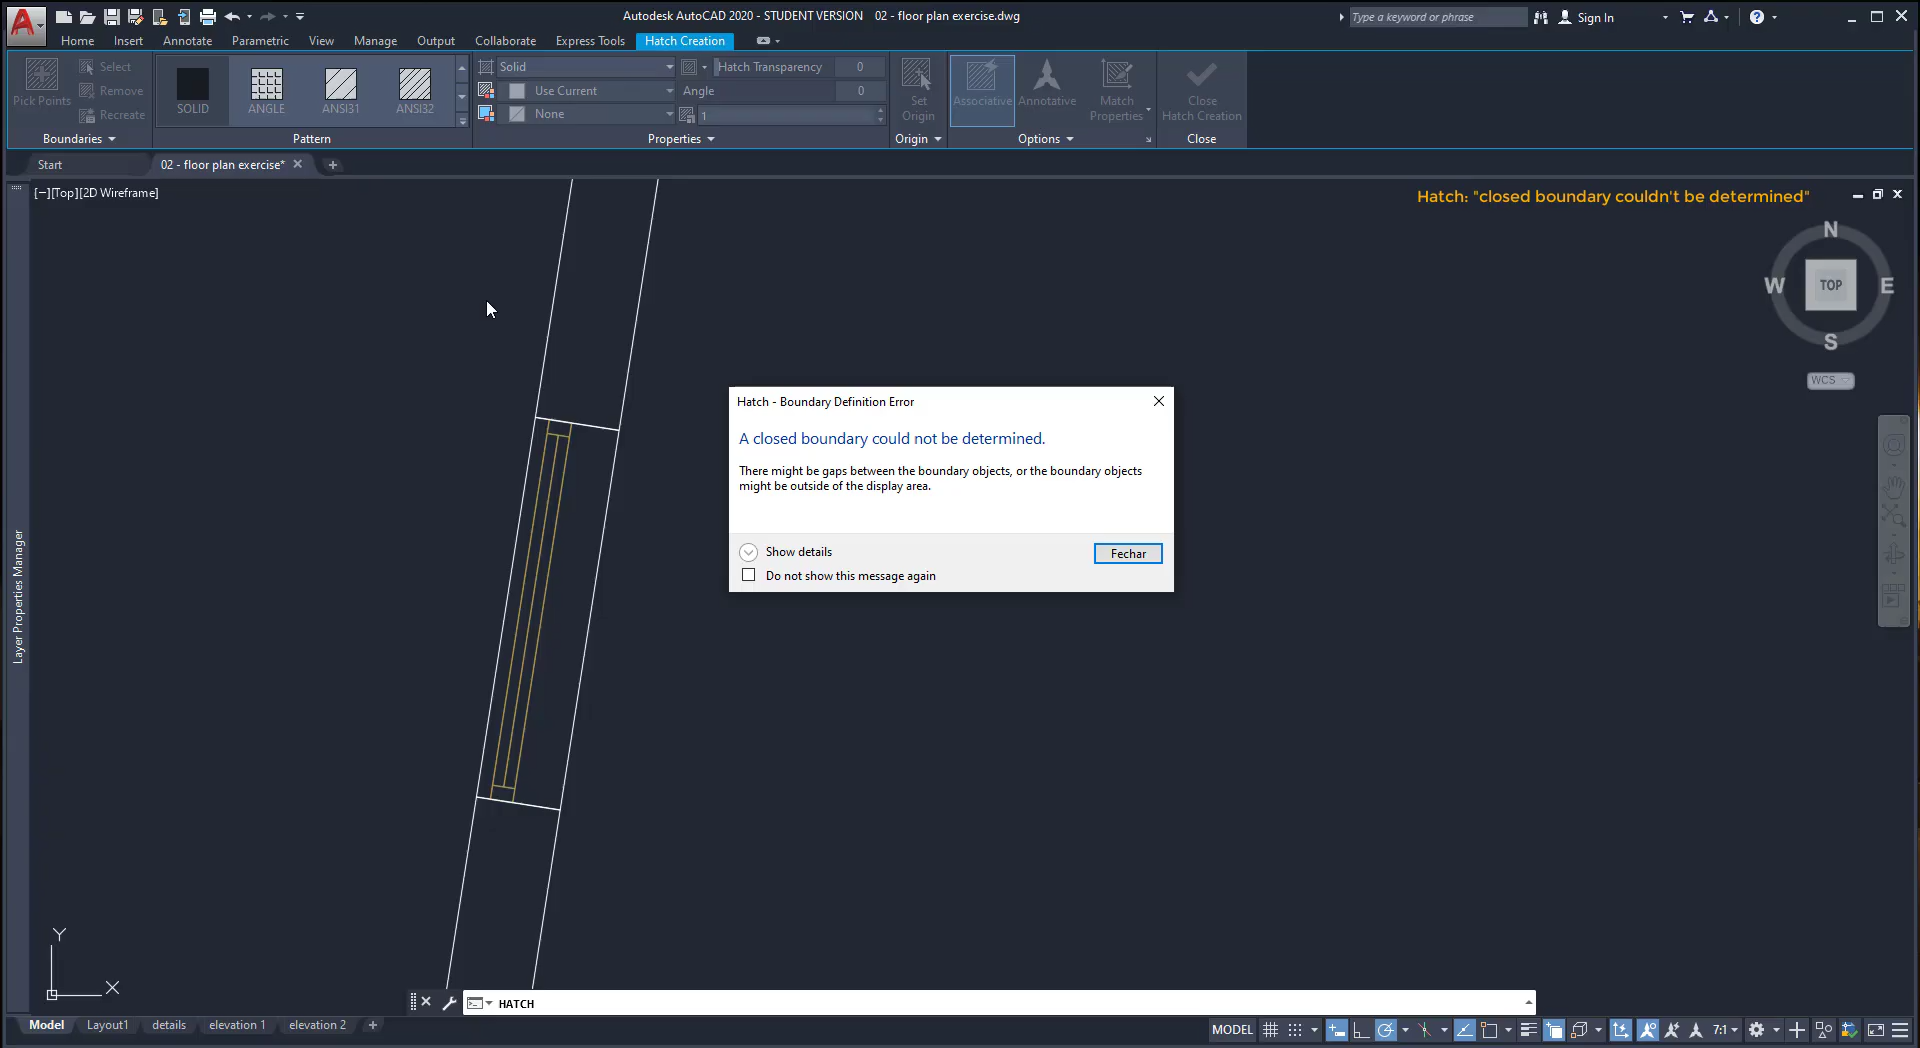 Autodesk AutoCAD 2020 - STUDENT VERSION 02 - floor plan exercise.dwg
Type a keyword or phrase
Sign In
Home Insert Annotate Parametric View Manage Output Collaborate Express Tools Hatch Creation
Pick Points
Select
Remove
Recreate
Boundaries
SOLID
ANGLE
ANSI31
ANSI32
Pattern
Solid
Use Current
None
Hatch Transparency 0
Angle 0
1
Properties
Set
Origin
Origin
Associative
Annotative
Match
Properties
Options
Close
Hatch Creation
Close
Start
02 - floor plan exercise*
[−][Top][2D Wireframe]
Hatch: "closed boundary couldn't be determined"
N
W
TOP
E
S
WCS
Hatch - Boundary Definition Error
A closed boundary could not be determined.
There might be gaps between the boundary objects, or the boundary objects
might be outside of the display area.
Show details
Fechar
Do not show this message again
Layer Properties Manager
Y
X
HATCH
Model Layout1 details elevation 1 elevation 2
MODEL
7:1